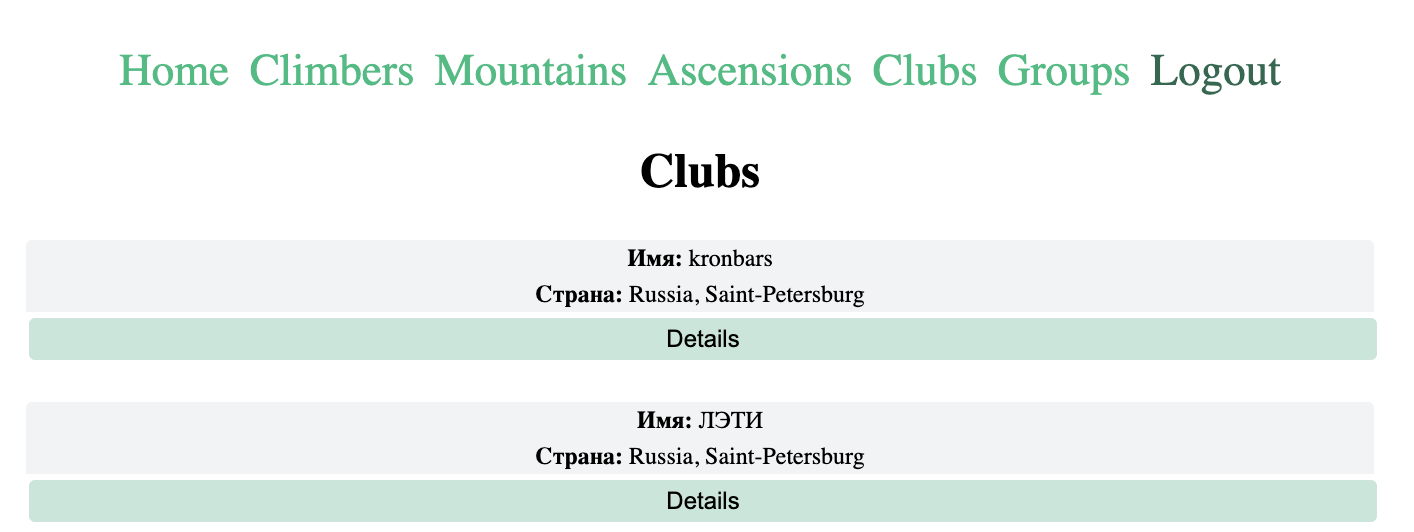 Home Climbers Mountains Ascensions Clubs Groups Logout
Clubs
Имя: kronbars
Страна: Russia, Saint-Petersburg
Details
Имя: ЛЭТИ
Страна: Russia, Saint-Petersburg
Details